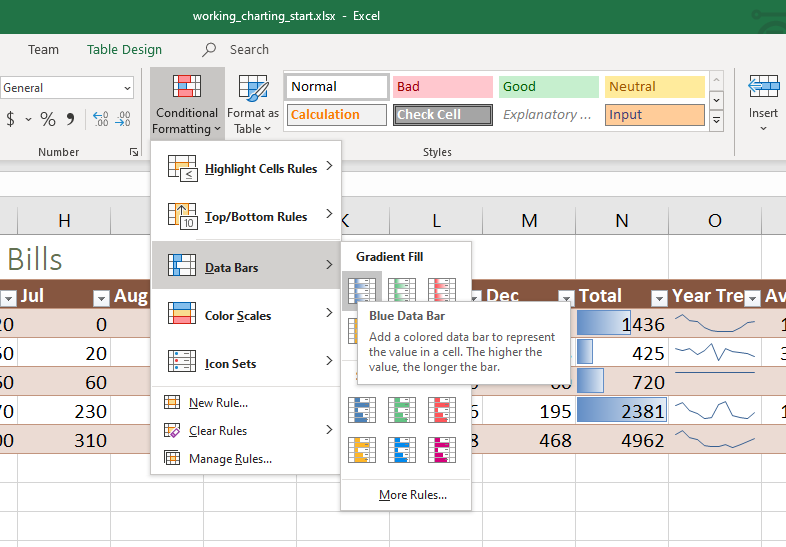 working_charting_start.xlsx - Excel
Team Table Design Search
General
$ % 9 .00 .00 .0
Conditional Formatting
Format as Table
Normal Bad Good Neutral
Calculation Check Cell Explanatory ... Input
Insert
Number Styles
Highlight Cells Rules
Top/Bottom Rules
10
Data Bars
Color Scales
Icon Sets
New Rule...
Clear Rules
Manage Rules...
H K L M N O
Bills
Jul Aug Dec Total Year Tre Av
Gradient Fill
Blue Data Bar
Add a colored data bar to represent
the value in a cell. The higher the
value, the longer the bar.
More Rules...
20 0 1436
50 20 425
60 60 720
70 230 195 2381
00 310 468 4962